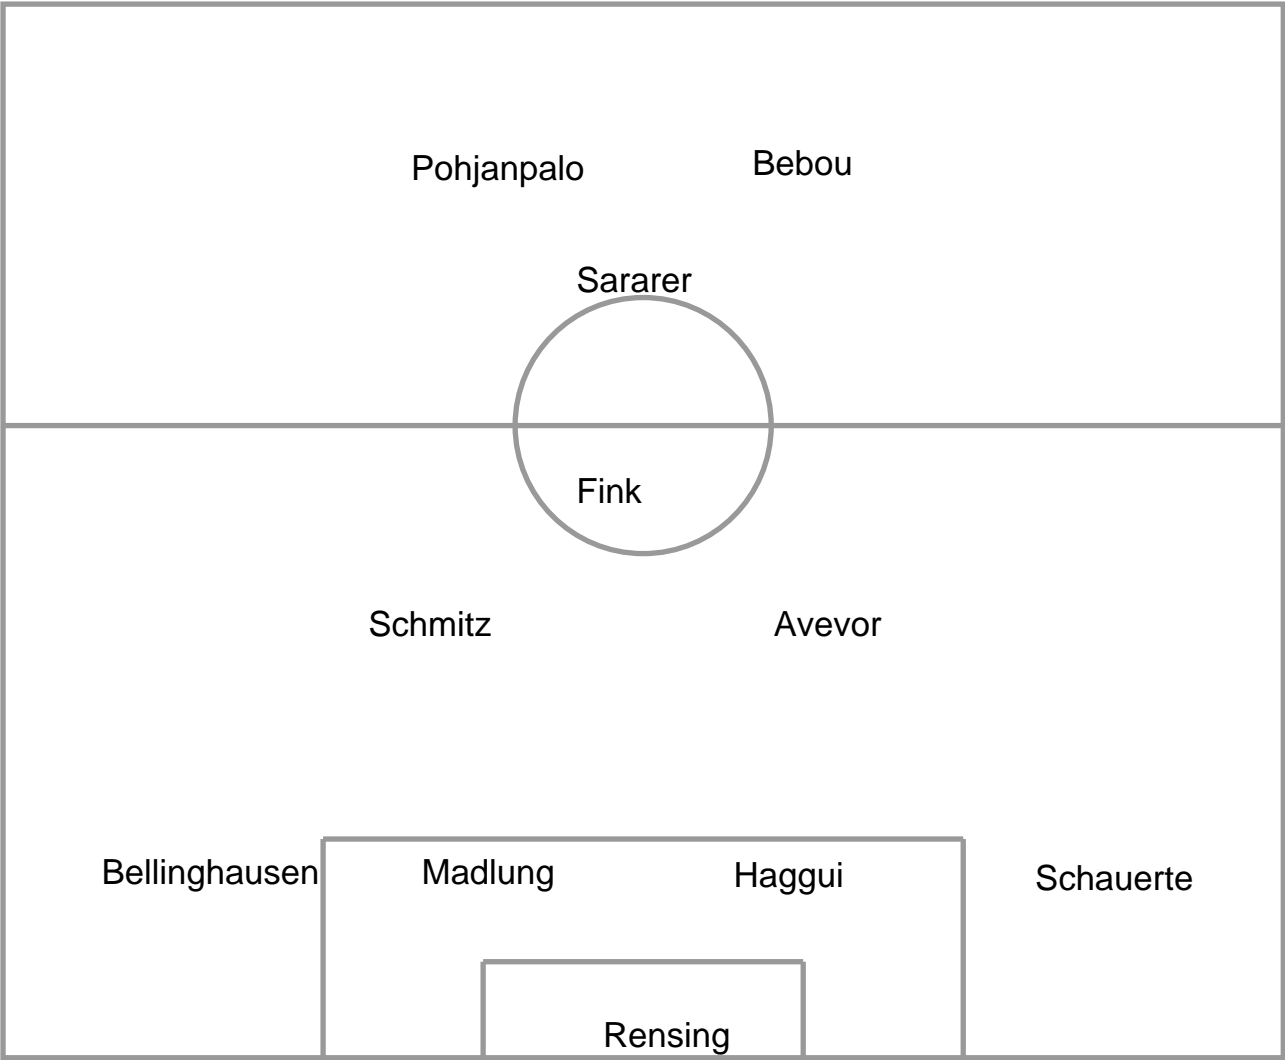 Pohjanpalo
Bebou
Sararer
Fink
Schmitz
Avevor
Bellinghausen
Madlung
Haggui
Schauerte
Rensing